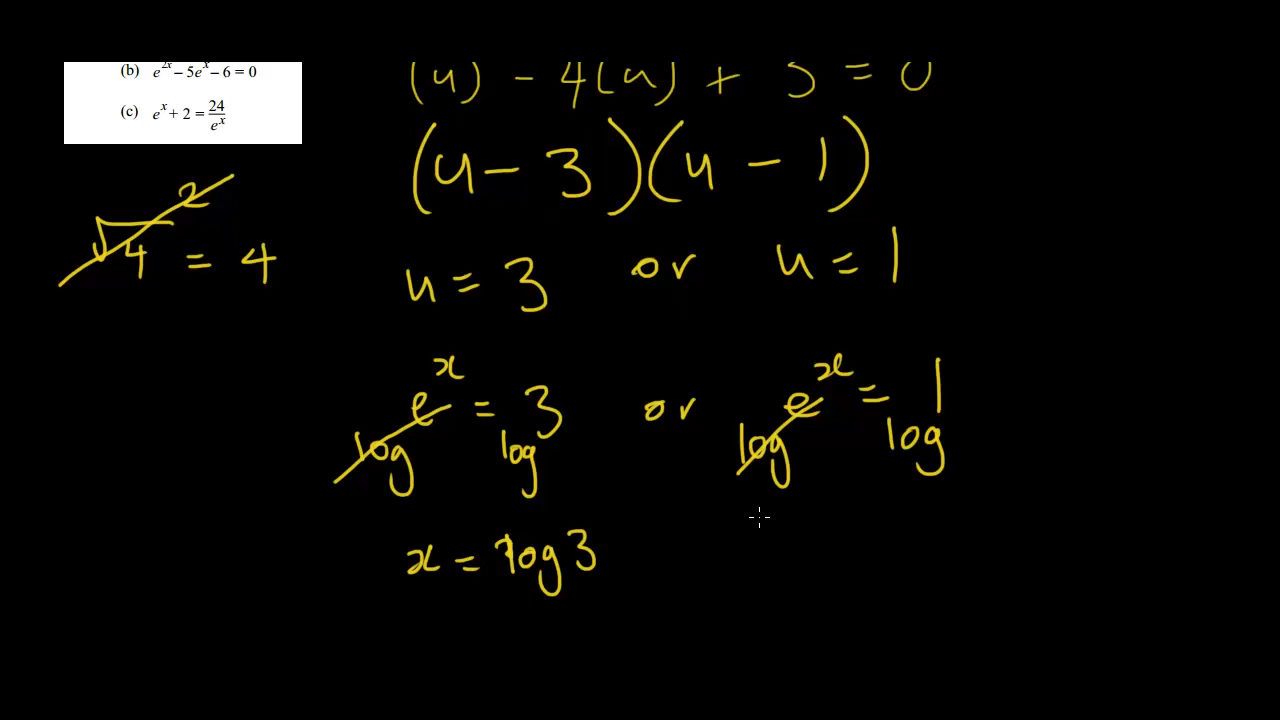 (b) e^{2x} – 5e^x – 6 = 0
(c) e^x + 2 = 24/e^x
(u) - 4(u) + 3 = 0
(u - 3)(u - 1)
√4^2 = 4
u = 3 or u = 1
log e^x = log 3 or log e^x = log 1
x = log 3